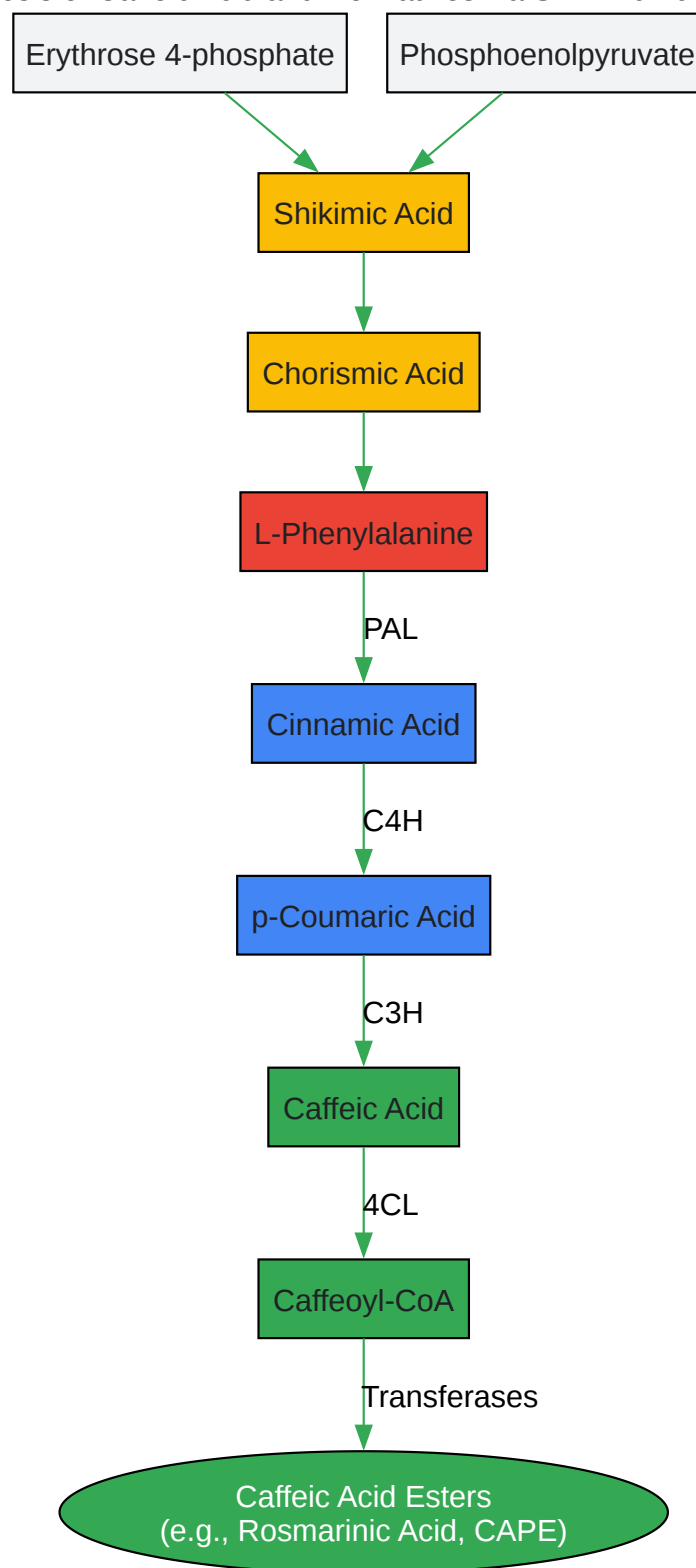 Erythrose 4-phosphate
Phosphoenolpyruvate
Shikimic Acid
Chorismic Acid
L-Phenylalanine
PAL
Cinnamic Acid
C4H
p-Coumaric Acid
C3H
Caffeic Acid
4CL
Caffeoyl-CoA
Transferases
Caffeic Acid Esters
(e.g., Rosmarinic Acid, CAPE)